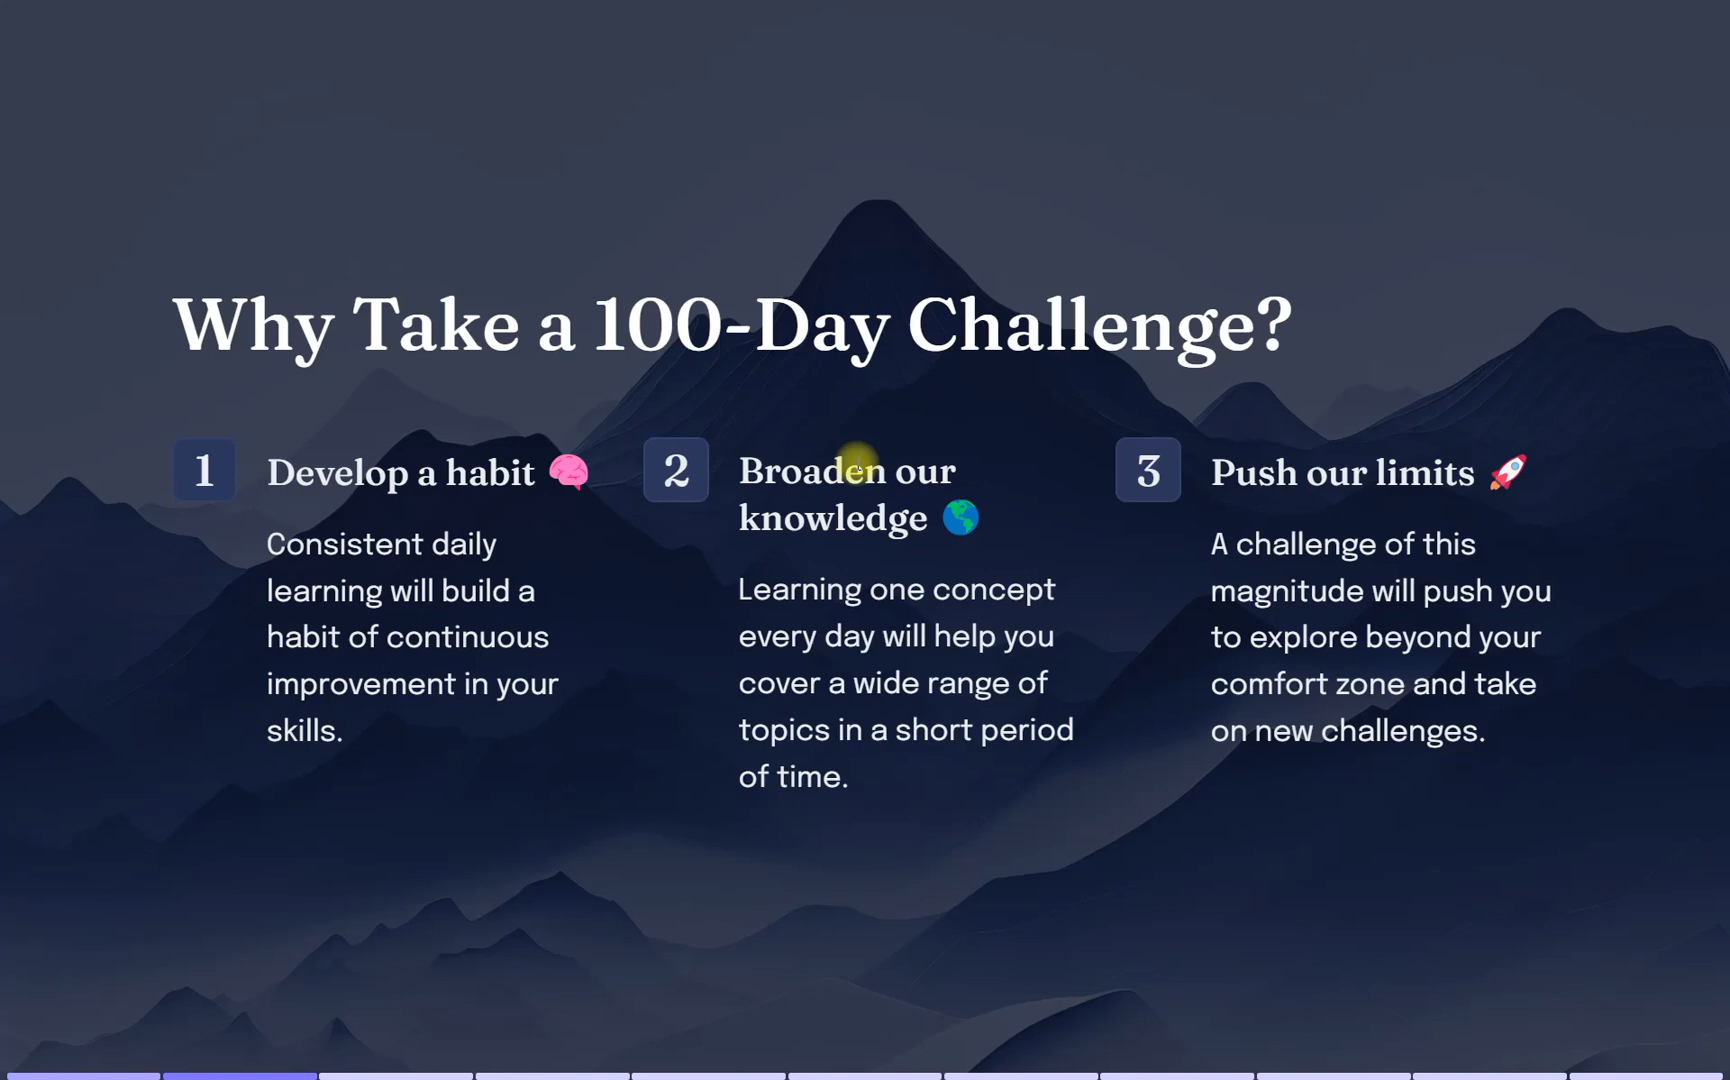 Why Take a 100-Day Challenge?
1
Develop a habit 🧠
Consistent daily
learning will build a
habit of continuous
improvement in your
skills.
2
Broaden our
knowledge 🌎
Learning one concept
every day will help you
cover a wide range of
topics in a short period
of time.
3
Push our limits 🚀
A challenge of this
magnitude will push you
to explore beyond your
comfort zone and take
on new challenges.